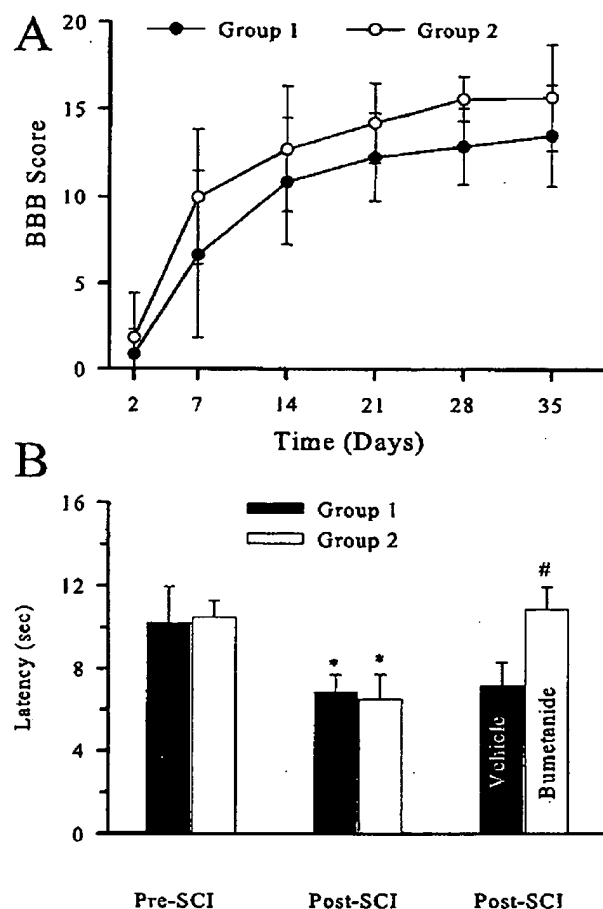 A
Group 1
Group 2
20
15
10
5
0
BBB Score
2 7 14 21 28 35
Time (Days)
B
Group 1
Group 2
16
12
8
4
0
Latency (sec)
*
*
#
Vehicle
Bumetanide
Pre-SCI Post-SCI Post-SCI